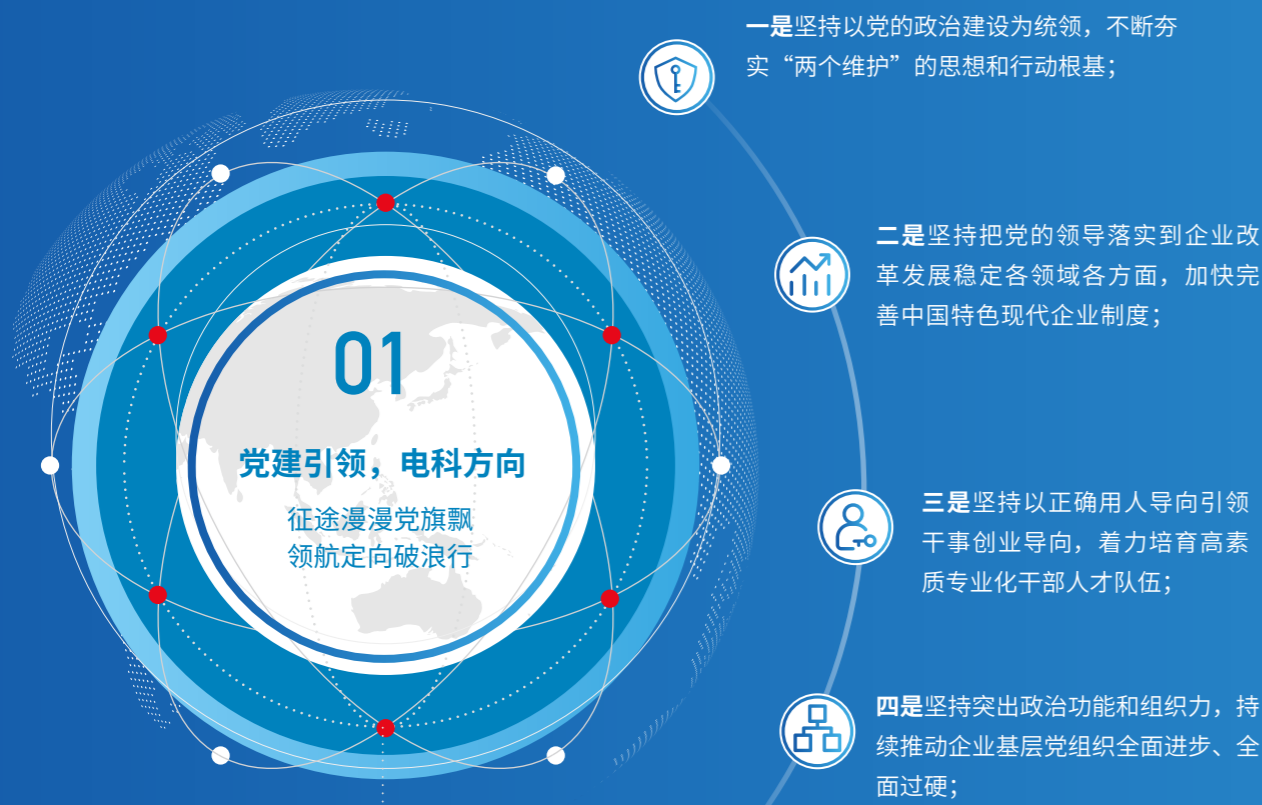 一是坚持以党的政治建设为统领，不断夯
实“两个维护”的思想和行动根基；
二是坚持把党的领导落实到企业改
革发展稳定各领域各方面，加快完
善中国特色现代企业制度；
01
党建引领，电科方向
征途漫漫党旗飘
领航定向破浪行
三是坚持以正确用人导向引领
干事创业导向，着力培育高素
质专业化干部人才队伍；
四是坚持突出政治功能和组织力，持
续推动企业基层党组织全面进步、全
面过硬；